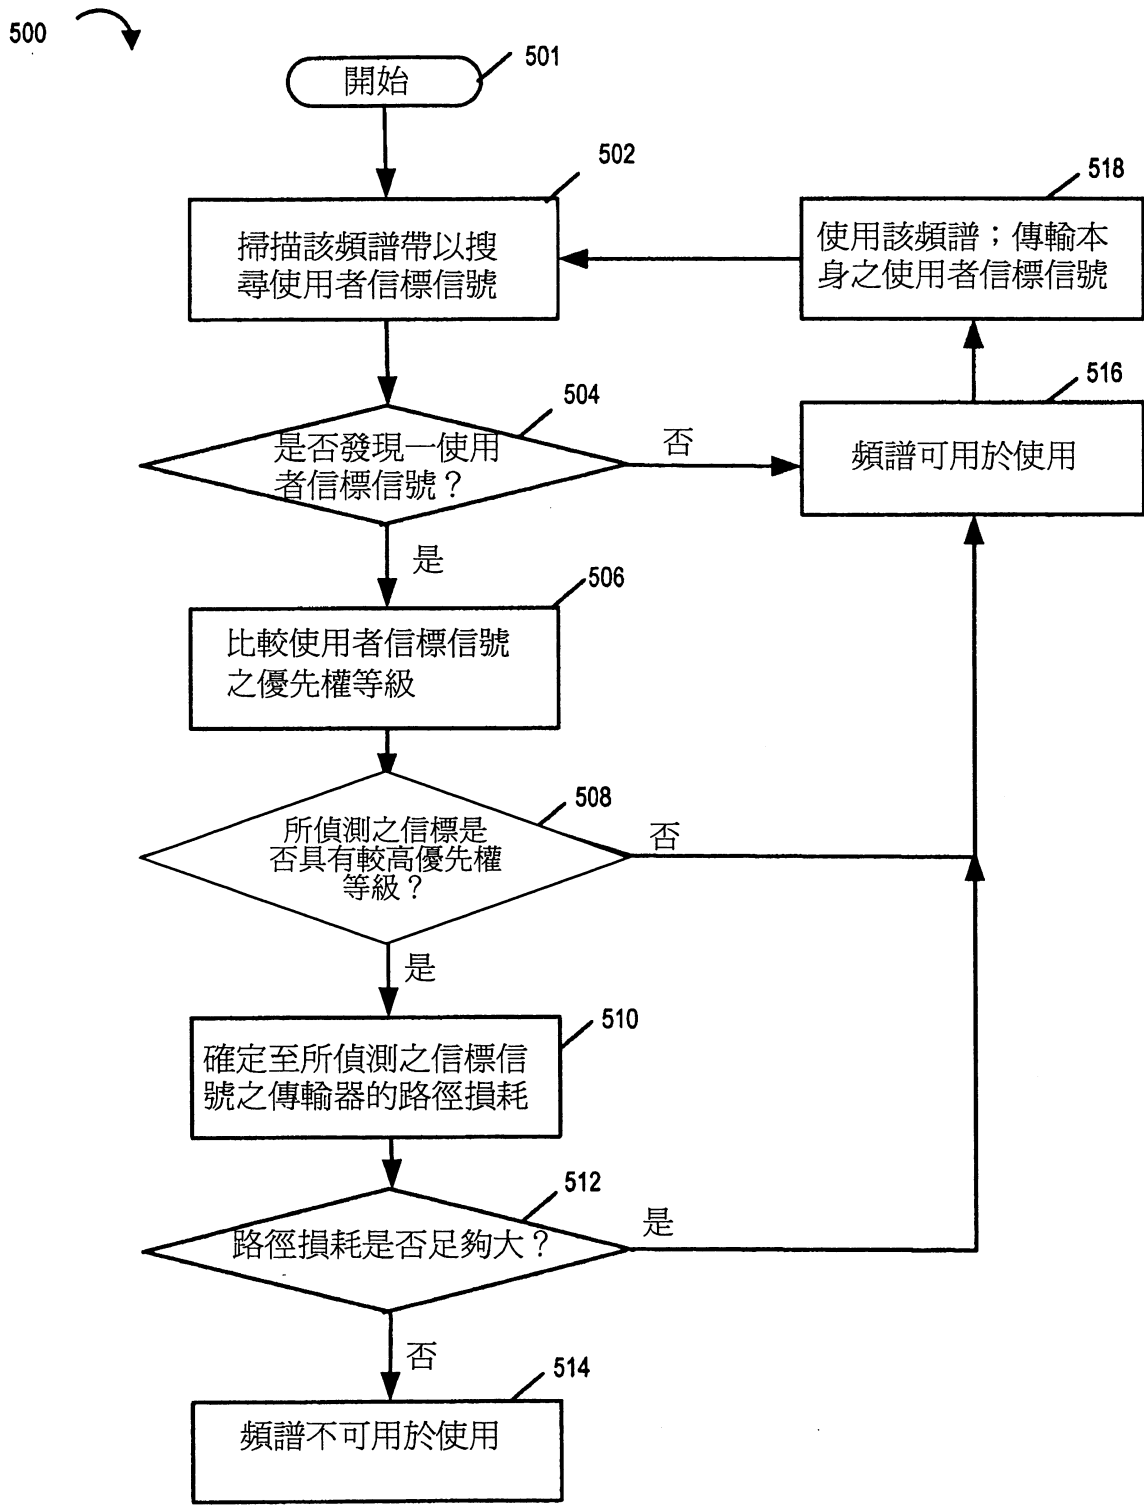 500
501
開始
502
掃描該頻譜帶以搜
尋使用者信標信號
518
使用該頻譜；傳輸本
身之使用者信標信號
504
是否發現一使用
者信標信號？
否
516
頻譜可用於使用
是
506
比較使用者信標信號
之優先權等級
508
所偵測之信標是
否具有較高優先權
等級？
否
是
510
確定至所偵測之信標信
號之傳輸器的路徑損耗
512
路徑損耗是否足夠大？
是
否
514
頻譜不可用於使用